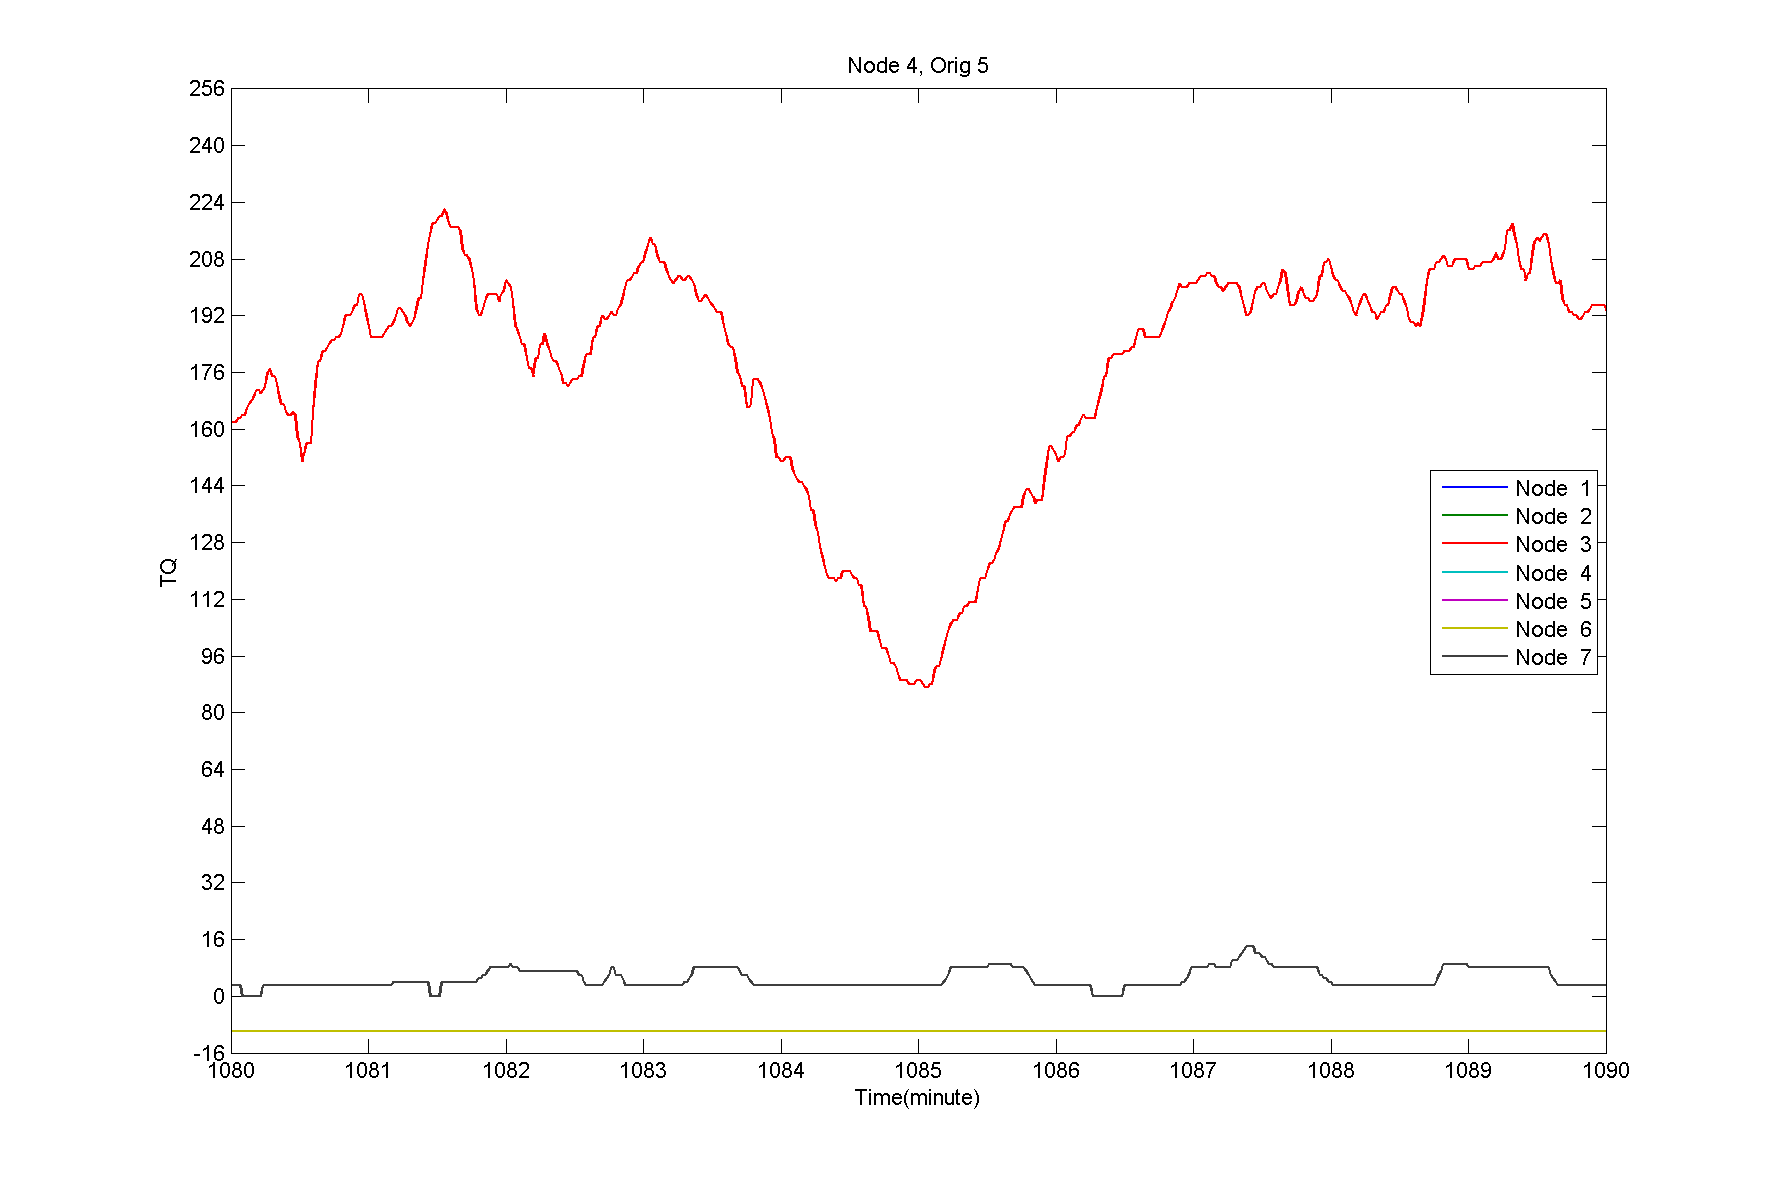 Node 4, Orig 5
256
240
224
208
192
176
160
144
128
112
96
80
64
48
32
16
0
-16
TQ
Node 1
Node 2
Node 3
Node 4
Node 5
Node 6
Node 7
1080 1081 1082 1083 1084 1085 1086 1087 1088 1089 1090
Time(minute)